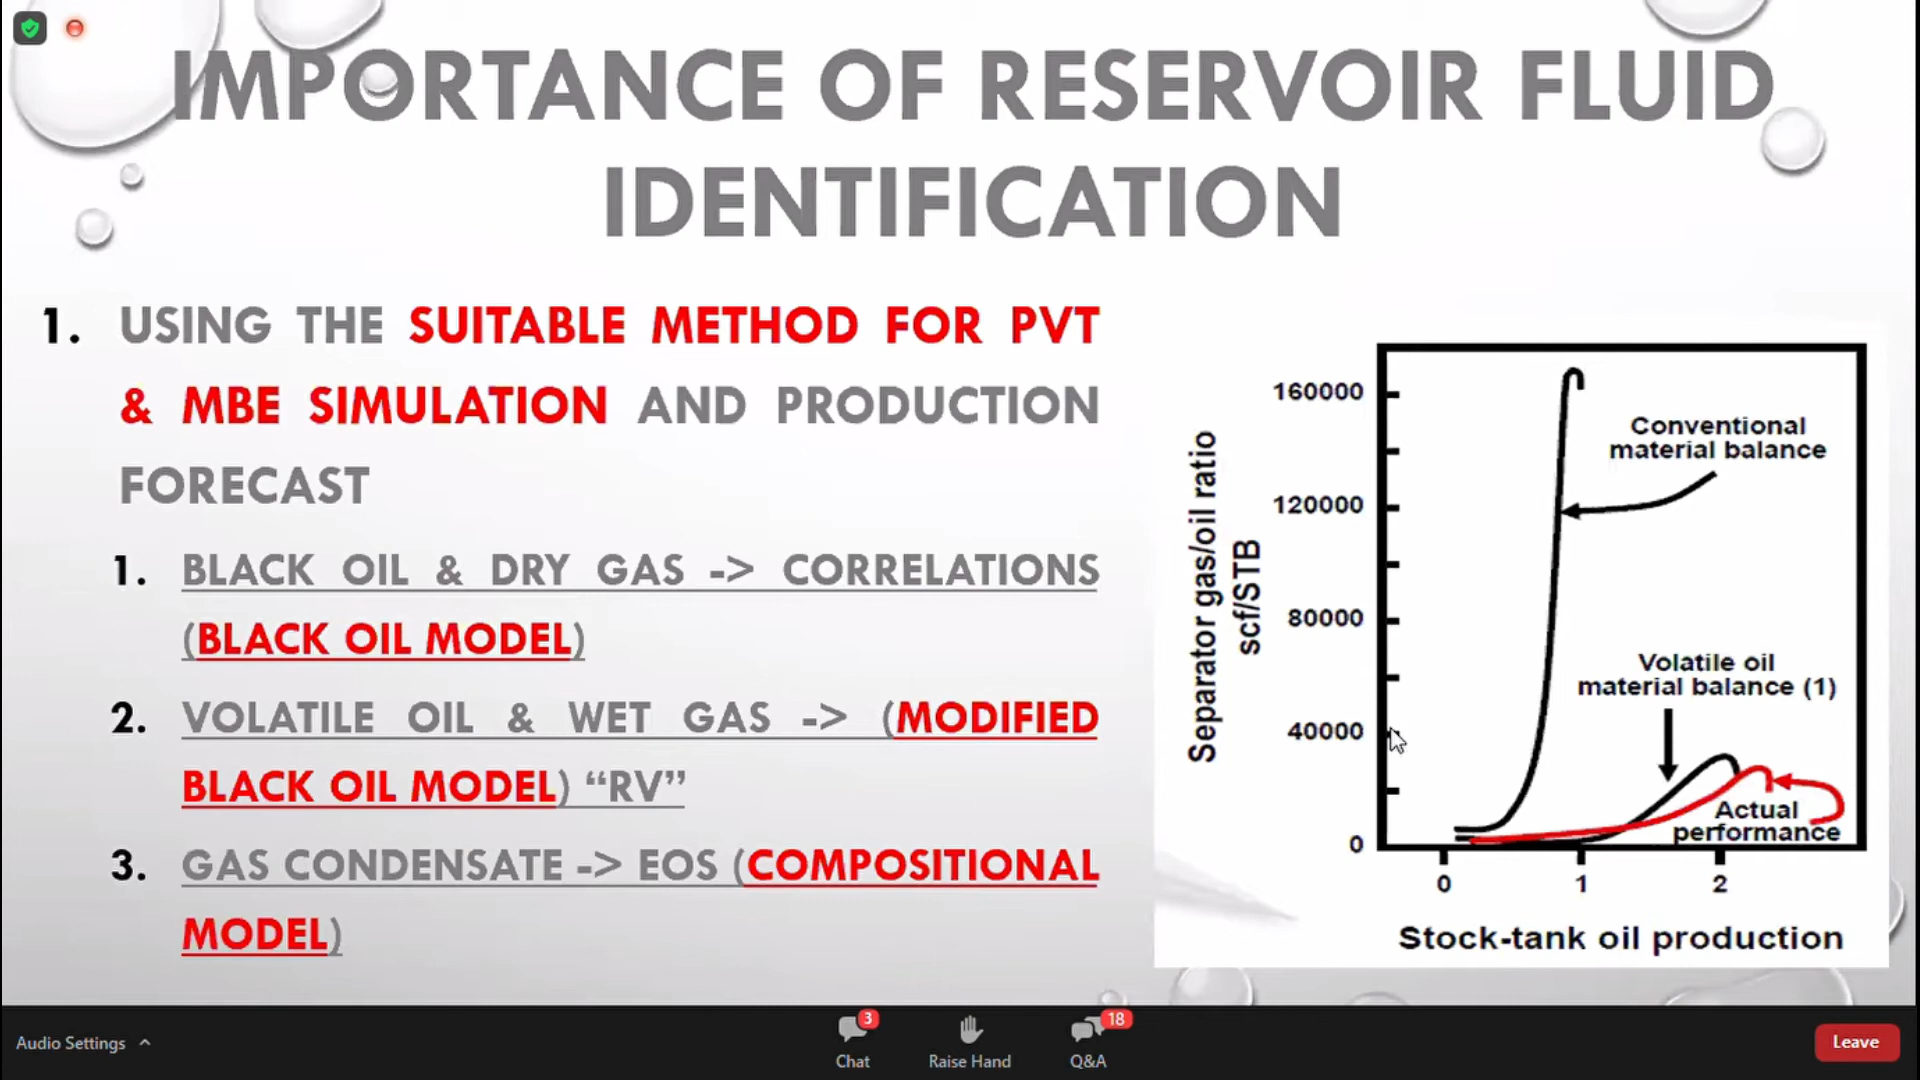 IMPORTANCE OF RESERVOIR FLUID
IDENTIFICATION
1. USING THE SUITABLE METHOD FOR PVT
& MBE SIMULATION AND PRODUCTION
FORECAST
1. BLACK OIL & DRY GAS -> CORRELATIONS
(BLACK OIL MODEL)
2. VOLATILE OIL & WET GAS -> (MODIFIED
BLACK OIL MODEL) “RV”
3. GAS CONDENSATE -> EOS (COMPOSITIONAL
MODEL)
Separator gas/oil ratio
scf/STB
160000
120000
80000
40000
0
Conventional
material balance
Volatile oil
material balance (1)
Actual
performance
0 1 2
Stock-tank oil production
Audio Settings
3
Chat
Raise Hand
18
Q&A
Leave